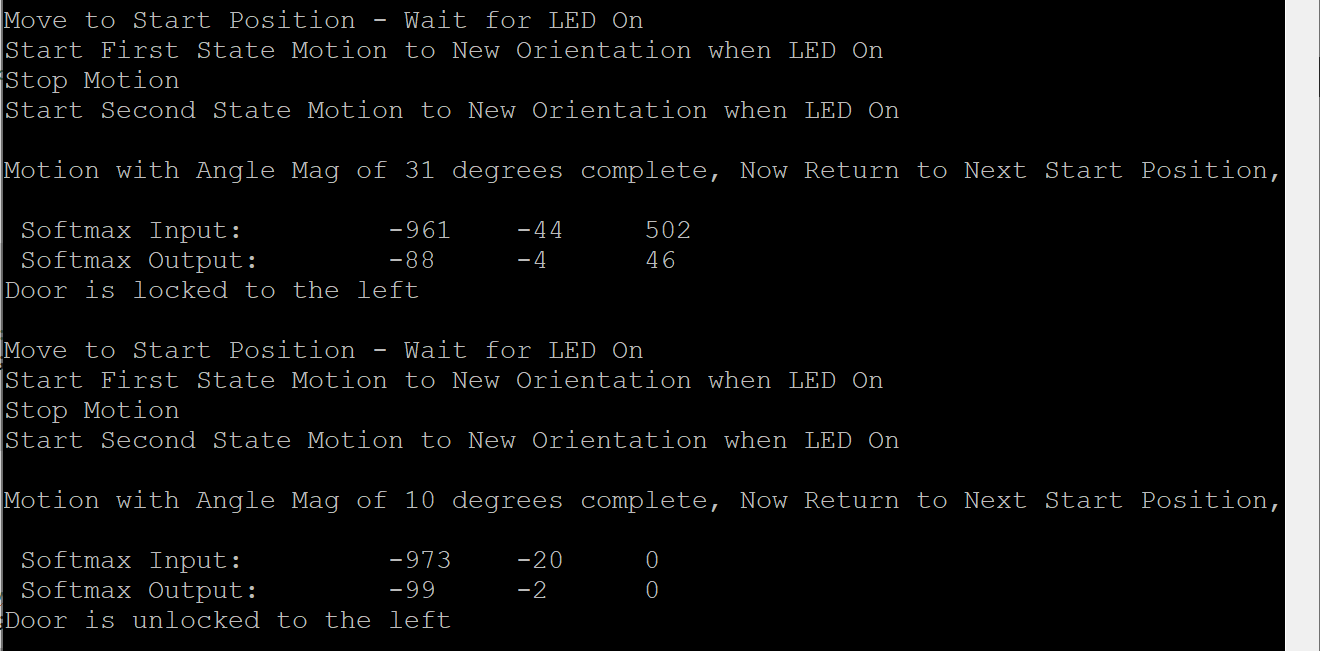 Move to Start Position - Wait for LED On
Start First State Motion to New Orientation when LED On
Stop Motion
Start Second State Motion to New Orientation when LED On
Motion with Angle Mag of 31 degrees complete, Now Return to Next Start Position,
Softmax Input: -961 -44 502
Softmax Output: -88 -4 46
Door is locked to the left
Move to Start Position - Wait for LED On
Start First State Motion to New Orientation when LED On
Stop Motion
Start Second State Motion to New Orientation when LED On
Motion with Angle Mag of 10 degrees complete, Now Return to Next Start Position,
Softmax Input: -973 -20 0
Softmax Output: -99 -2 0
Door is unlocked to the left